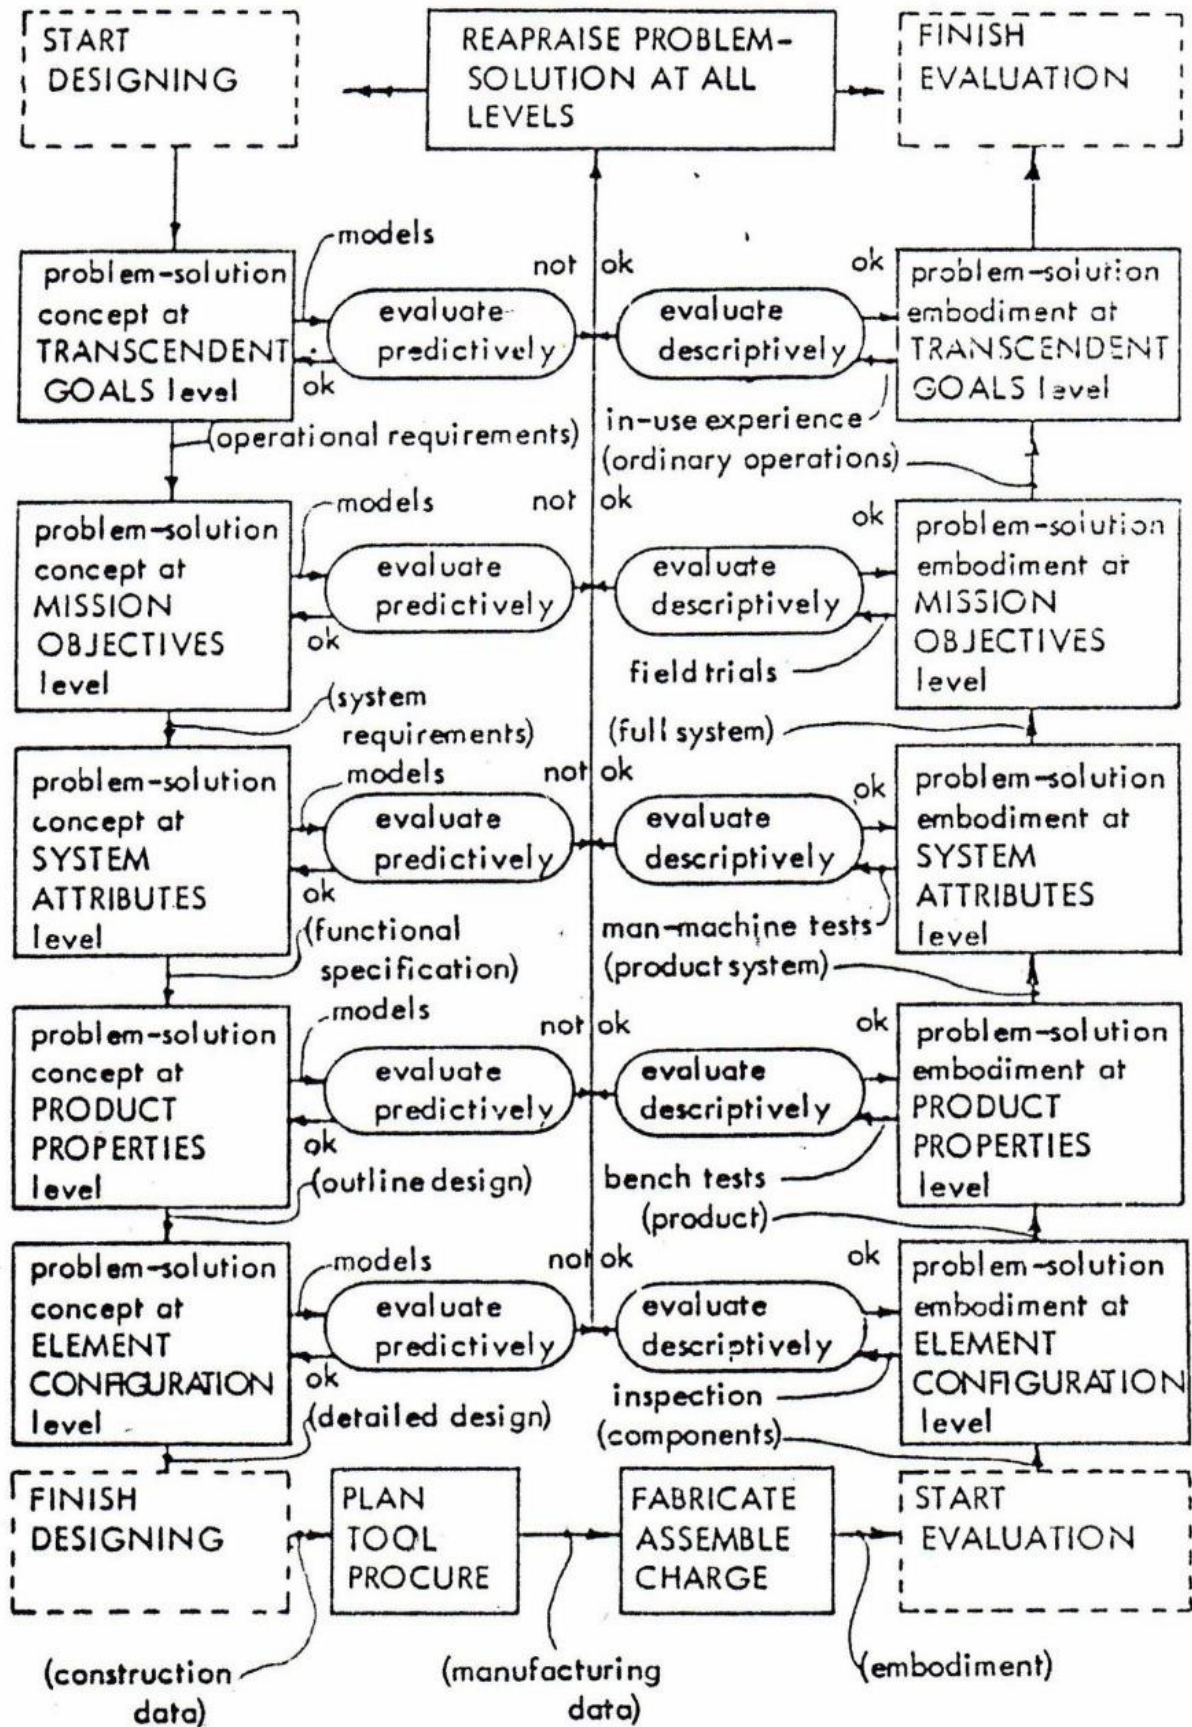 START
DESIGNING
REAPRAISE PROBLEM-
SOLUTION AT ALL
LEVELS
FINISH
EVALUATION
problem-solution
concept at
TRANSCENDENT
GOALS level
models
evaluate
predictively
ok
not ok
evaluate
descriptively
ok
problem-solution
embodiment at
TRANSCENDENT
GOALS level
(operational requirements)
in-use experience
(ordinary operations)
problem-solution
concept at
MISSION
OBJECTIVES
level
models
evaluate
predictively
ok
not ok
evaluate
descriptively
ok
problem-solution
embodiment at
MISSION
OBJECTIVES
level
field trials
(system
requirements)
(full system)
problem-solution
concept at
SYSTEM
ATTRIBUTES
level
models
evaluate
predictively
ok
not ok
evaluate
descriptively
ok
problem-solution
embodiment at
SYSTEM
ATTRIBUTES
level
(functional
specification)
man-machine tests
(product system)
problem-solution
concept at
PRODUCT
PROPERTIES
level
models
evaluate
predictively
ok
not ok
evaluate
descriptively
ok
problem-solution
embodiment at
PRODUCT
PROPERTIES
level
(outline design)
bench tests
(product)
problem-solution
concept at
ELEMENT
CONFIGURATION
level
models
evaluate
predictively
ok
not ok
evaluate
descriptively
ok
problem-solution
embodiment at
ELEMENT
CONFIGURATION
level
(detailed design)
inspection
(components)
FINISH
DESIGNING
PLAN
TOOL
PROCURE
FABRICATE
ASSEMBLE
CHARGE
START
EVALUATION
(construction
data)
(manufacturing
data)
(embodiment)